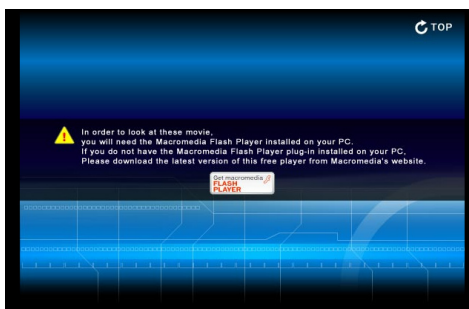 TOP
In order to look at these movie,
you will need the Macromedia Flash Player installed on your PC.
If you do not have the Macromedia Flash Player plug-in installed on your PC,
Please download the latest version of this free player from Macromedia's website.
Get macromedia
FLASH
PLAYER